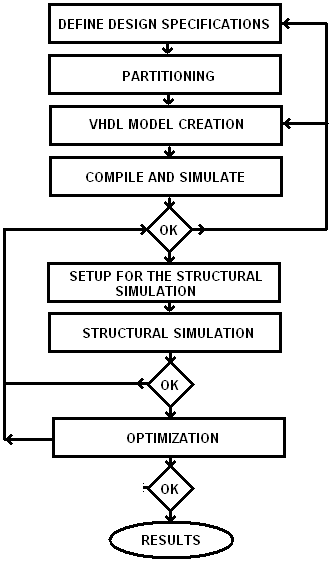 DEFINE DESIGN SPECIFICATIONS
PARTITIONING
VHDL MODEL CREATION
COMPILE AND SIMULATE
OK
SETUP FOR THE STRUCTURAL
SIMULATION
STRUCTURAL SIMULATION
OK
OPTIMIZATION
OK
RESULTS